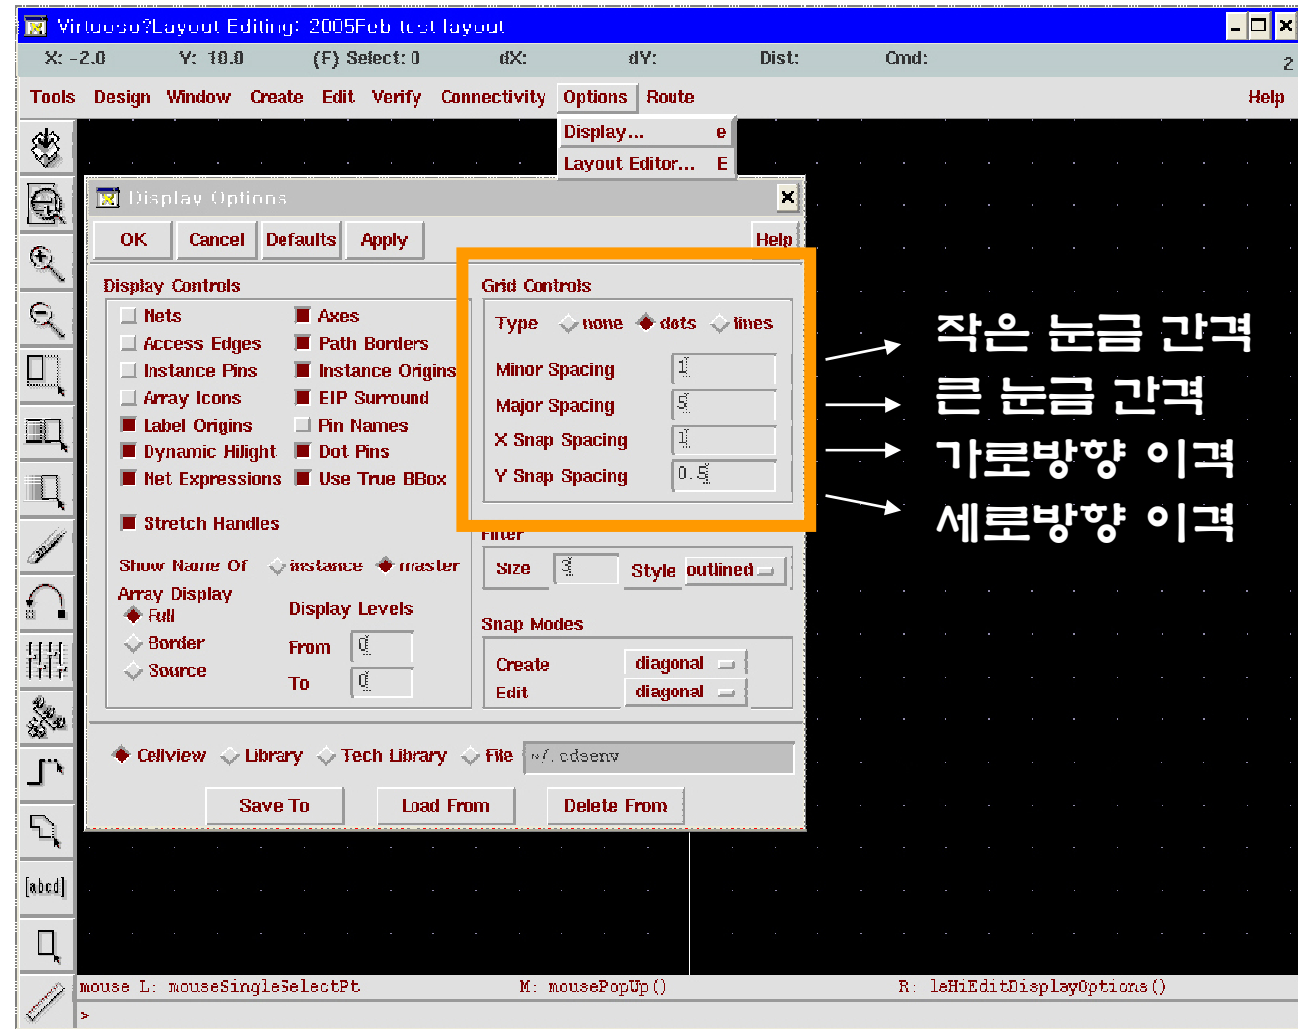 Virtuoso?Layout Editing: 2005Feb test layout
X: -2.0 Y: 10.0 (F) Select: 0 dX: dY: Dist: Cmd: 2
Tools Design Window Create Edit Verify Connectivity Options Route Help
Display... e
Layout Editor... E
Display Options
OK Cancel Defaults Apply Help
Display Controls
Nets Axes
Access Edges Path Borders
Instance Pins Instance Origins
Array Icons EIP Surround
Label Origins Pin Names
Dynamic Hilight Dot Pins
Net Expressions Use True BBox
Stretch Handles
Show Name Of instance master
Array Display
Full
Border
Source
Display Levels
From 0
To 0
Grid Controls
Type none dots lines
Minor Spacing 1
Major Spacing 5
X Snap Spacing 1
Y Snap Spacing 0.5
Filter
Size 3 Style outlined
Snap Modes
Create diagonal
Edit diagonal
Cellview Library Tech Library File ~/.cdsenv
Save To Load From Delete From
작은 눈금 간격
큰 눈금 간격
가로방향 이격
세로방향 이격
[abcd]
mouse L: mouseSingleSelectPt M: mousePopUp() R: leHiEditDisplayOptions()
>